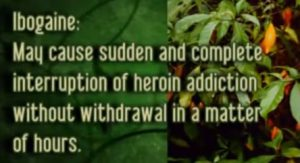 Ibogaine:
May cause sudden and complete
interruption of heroin addiction
without withdrawal in a matter
of hours.